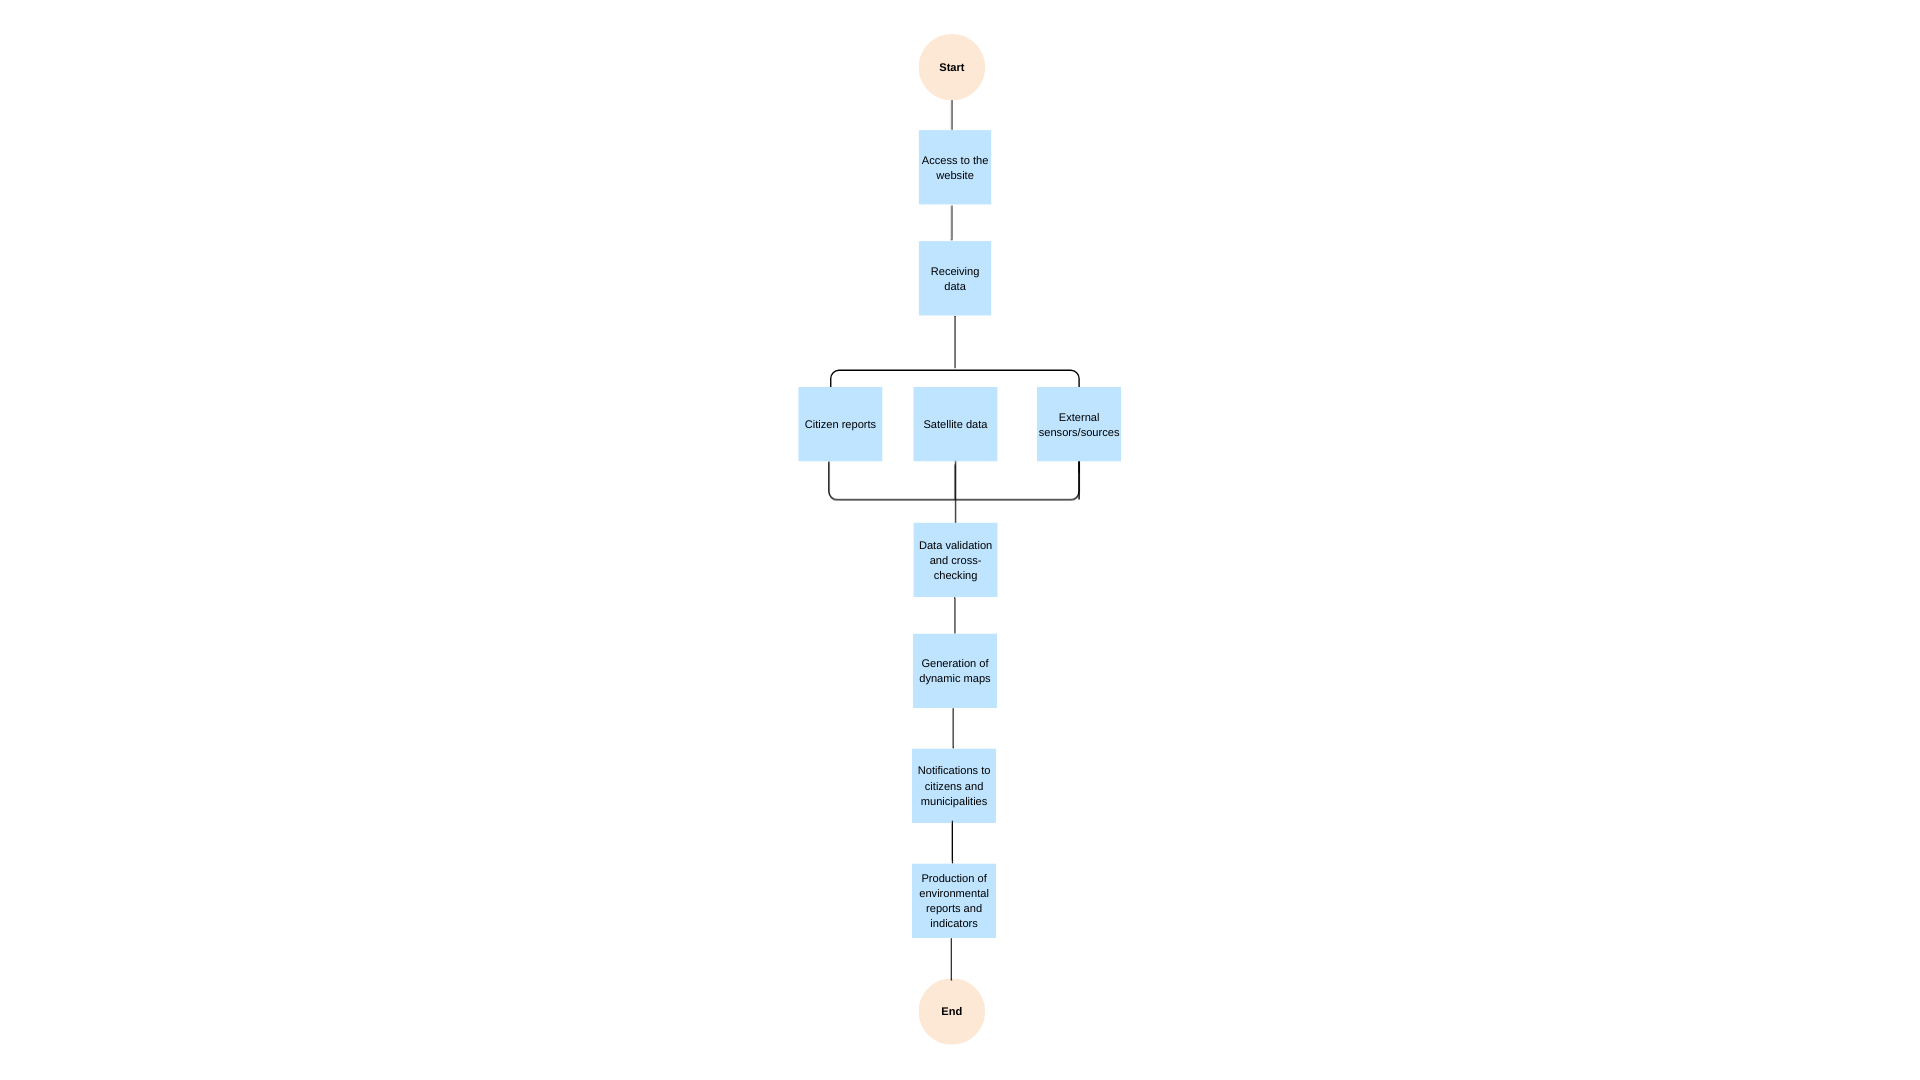 Start
Access to the
website
Receiving
data
Citizen reports
Satellite data
External
sensors/sources
Data validation
and cross-
checking
Generation of
dynamic maps
Notifications to
citizens and
municipalities
Production of
environmental
reports and
indicators
End